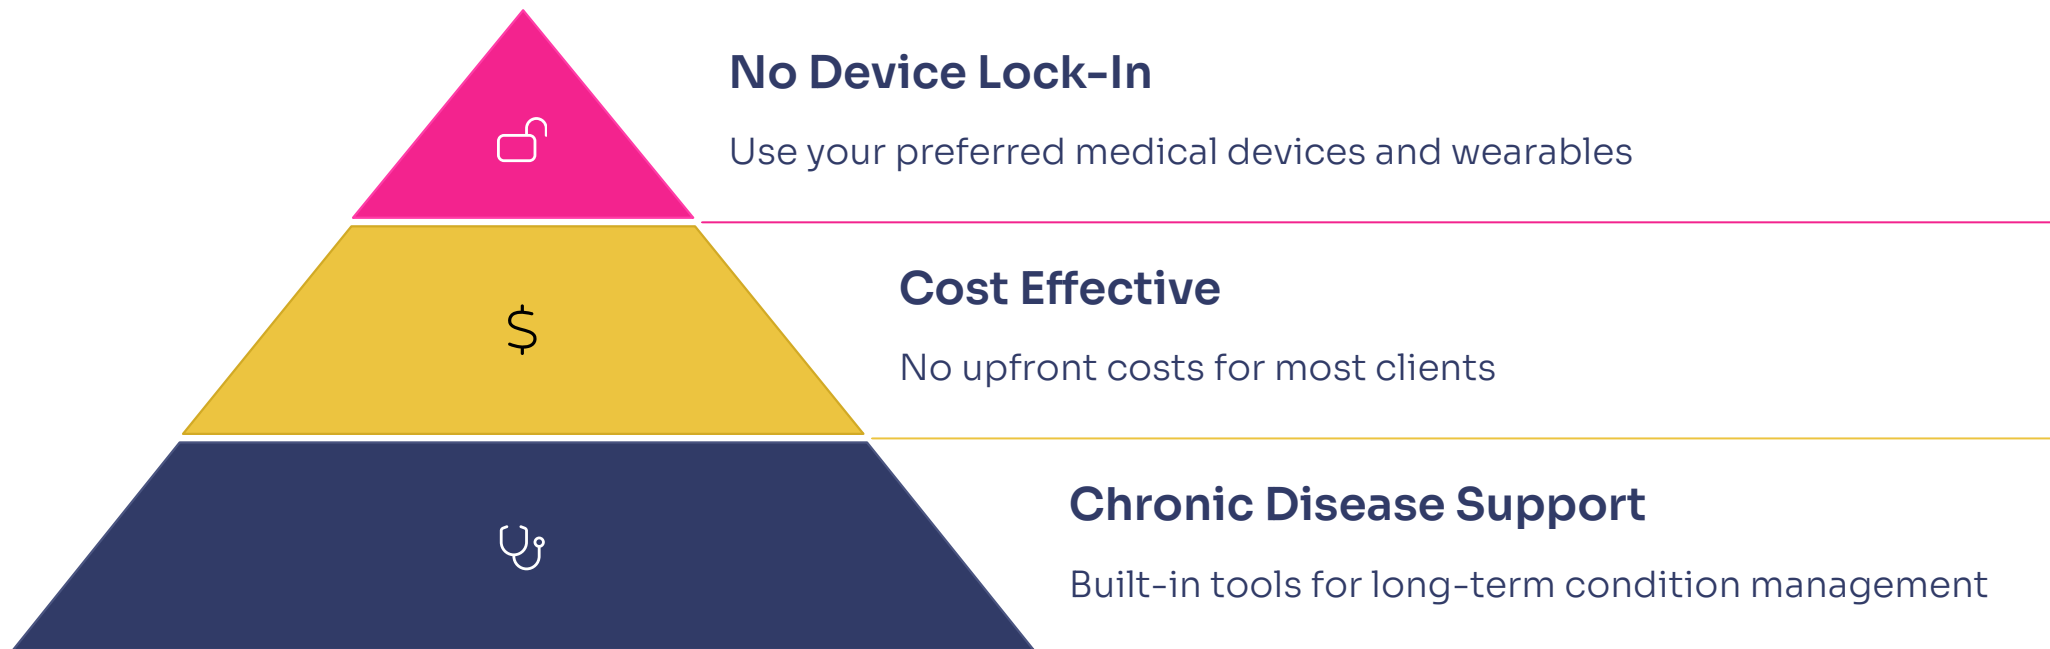 No Device Lock-In
Use your preferred medical devices and wearables
$
Cost Effective
No upfront costs for most clients
Chronic Disease Support
Built-in tools for long-term condition management